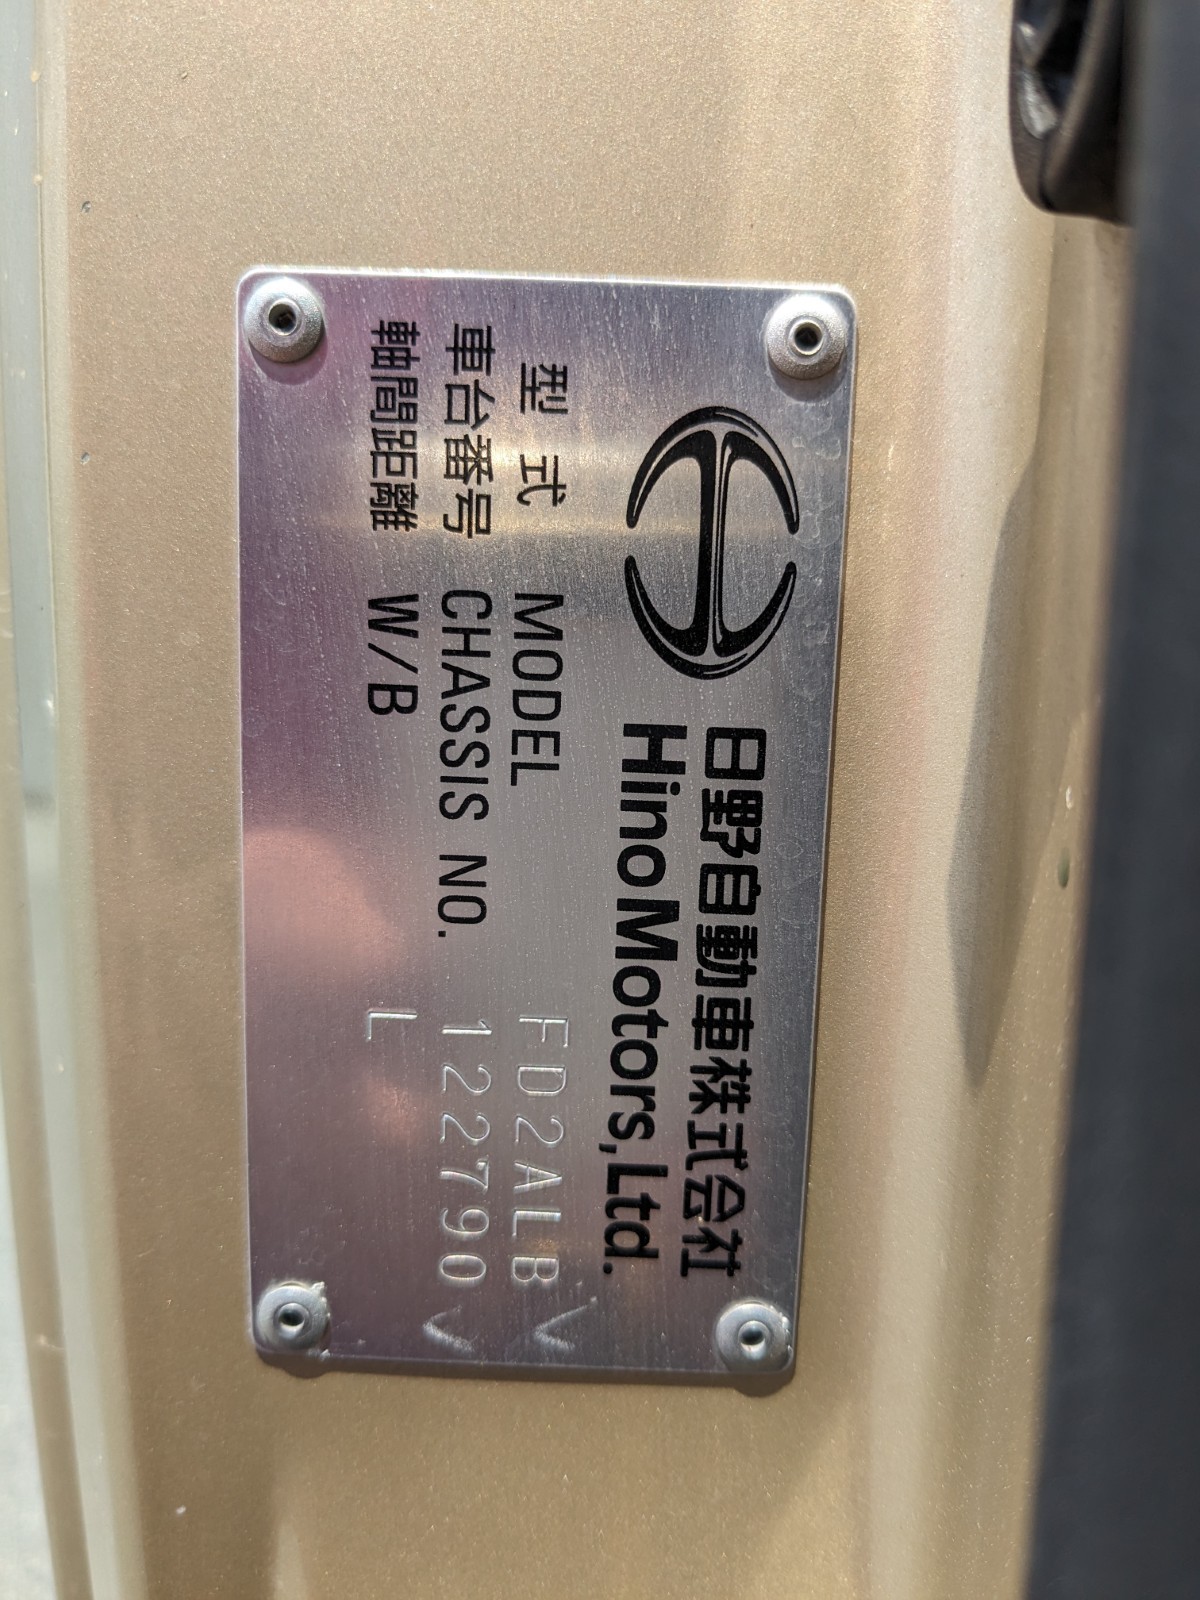 日野自動車株式会社
Hino Motors, Ltd.
型式 MODEL FD2ALB V
車台番号 CHASSIS NO. 122790 V
軸間距離 W/B L